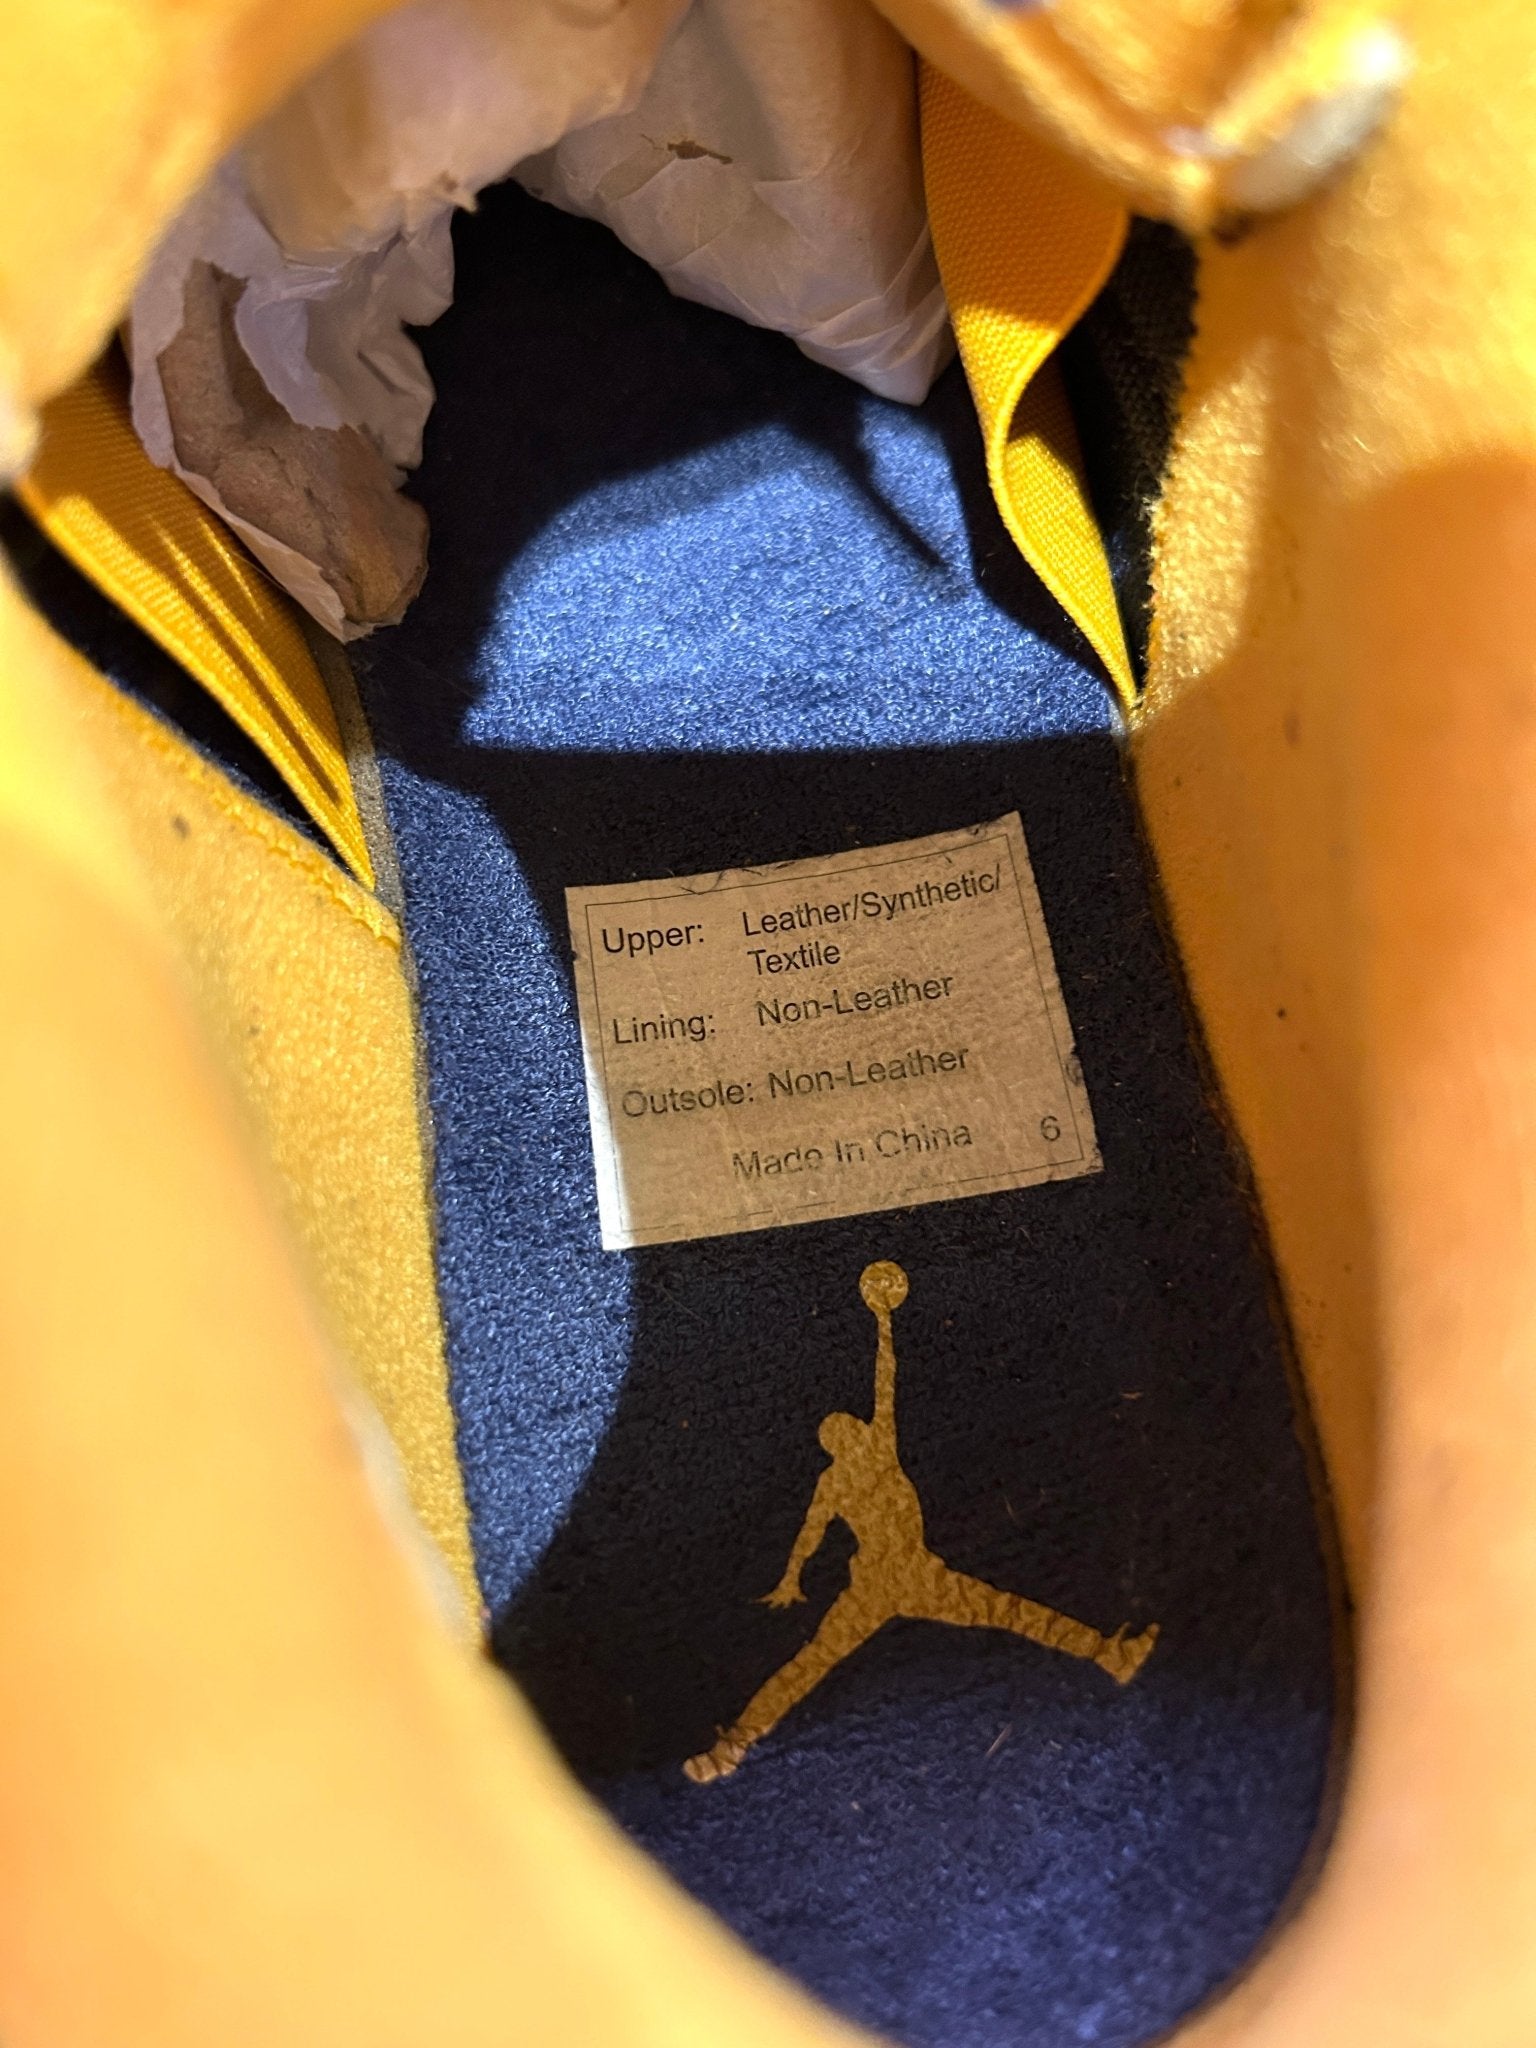 Upper: Leather/Synthetic/
Textile
Lining: Non-Leather
Outsole: Non-Leather
Made In China 6